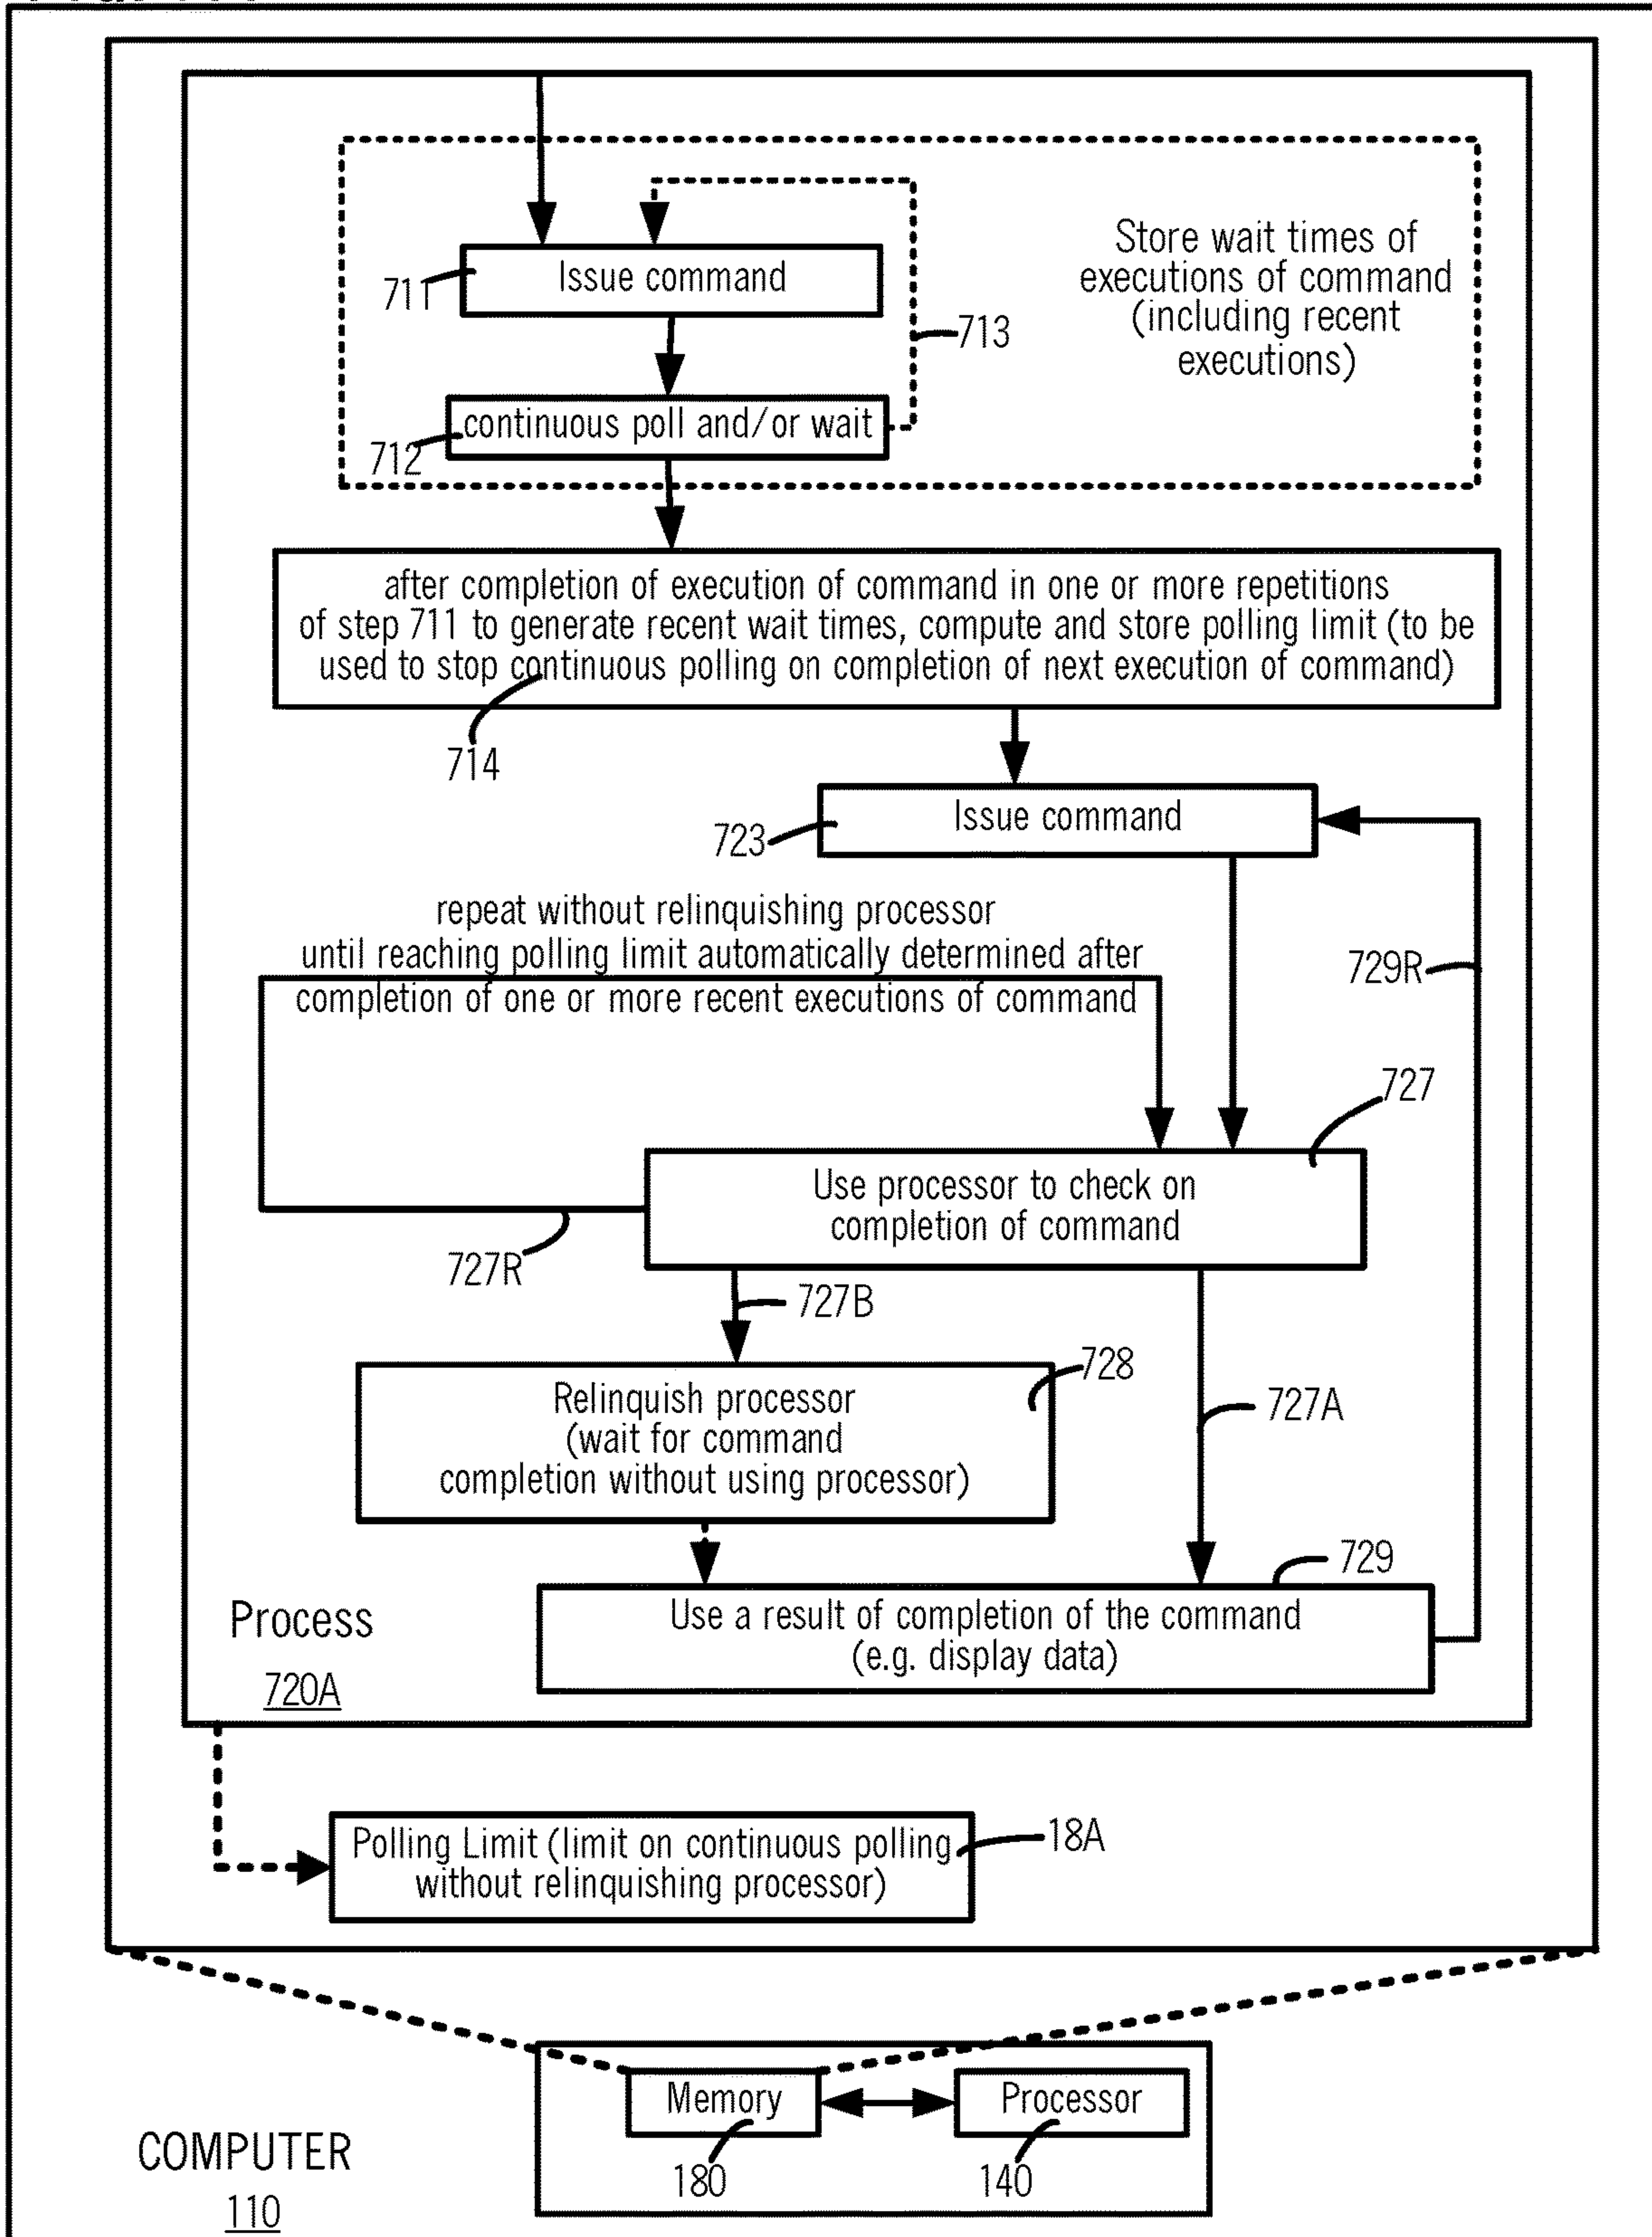 Store wait times of
executions of command
(including recent
executions)
Issue command
711
713
continuous poll and/or wait
712
after completion of execution of command in one or more repetitions
of step 711 to generate recent wait times, compute and store polling limit (to be
used to stop continuous polling on completion of next execution of command)
714
Issue command
723
repeat without relinquishing processor
until reaching polling limit automatically determined after
completion of one or more recent executions of command
729R
727
Use processor to check on
completion of command
727R
727B
728
Relinquish processor
(wait for command
completion without using processor)
727A
729
Use a result of completion of the command
(e.g. display data)
Process
720A
Polling Limit (limit on continuous polling
without relinquishing processor)
18A
Memory
Processor
180
140
COMPUTER
110